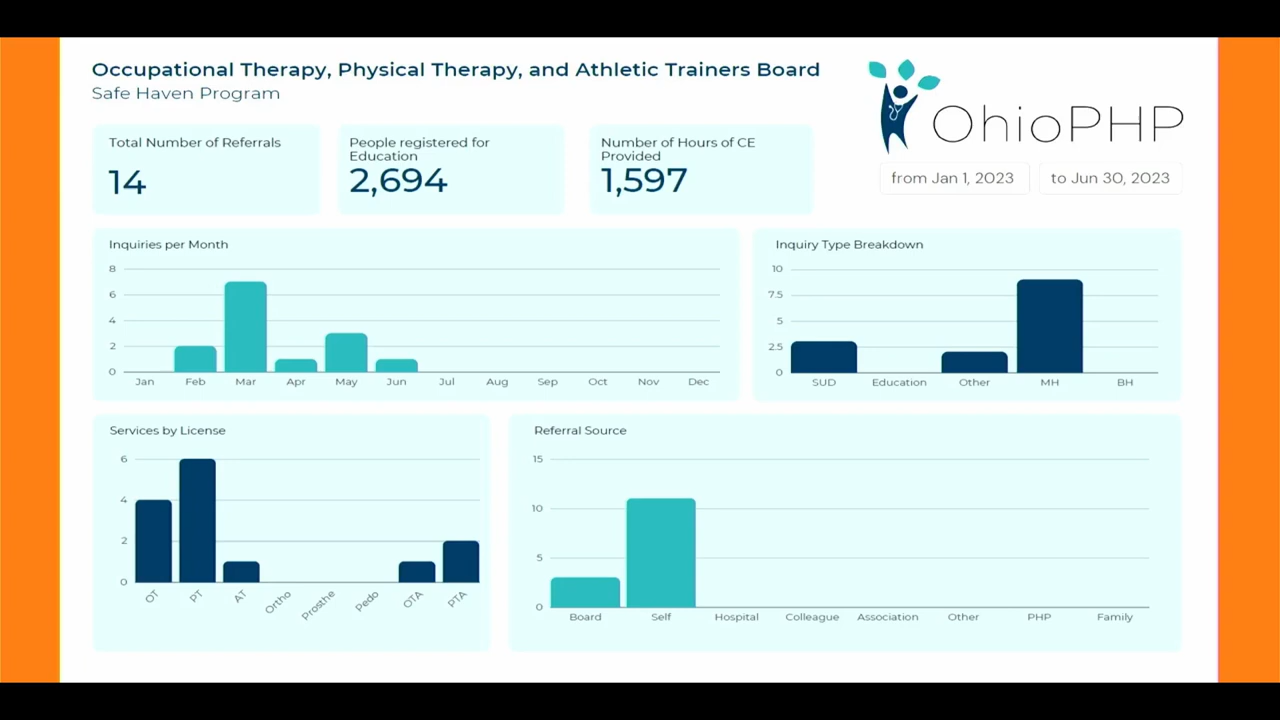 Occupational Therapy, Physical Therapy, and Athletic Trainers Board
Safe Haven Program
OhioPHP
from Jan 1, 2023
to Jun 30, 2023
Total Number of Referrals
14
People registered for
Education
2,694
Number of Hours of CE
Provided
1,597
Inquiries per Month
8
6
4
2
0
Jan Feb Mar Apr May Jun Jul Aug Sep Oct Nov Dec
Inquiry Type Breakdown
10
7.5
5
2.5
0
SUD Education Other MH BH
Services by License
6
4
2
0
OT PT AT Ortho Prosthe Pedo OTA PTA
Referral Source
15
10
5
0
Board Self Hospital Colleague Association Other PHP Family